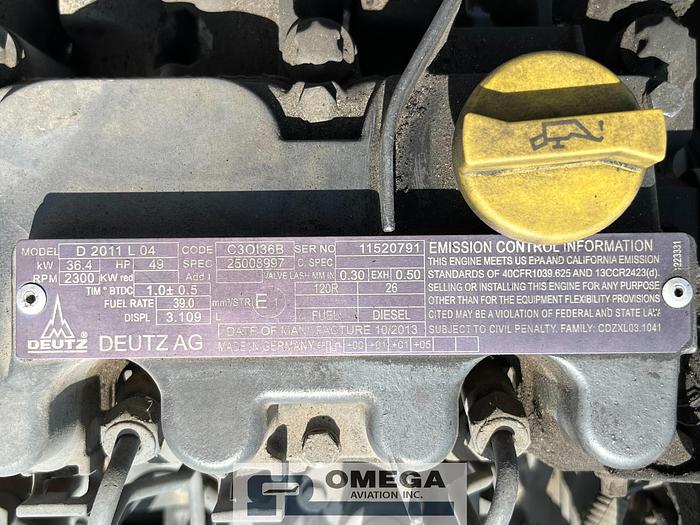 MODEL D 2011 L 04 CODE C3OI36B SER NO 11520791
kW 36.4 HP 49 SPEC 25008997 C. SPEC
RPM 2300 KW red Add I VALVE LASH MM IN 0.30 EXH 0.50
TIM ° BTDC 1.0± 0.5 120R 26
FUEL RATE 39.0 mm³/STR E FUEL DIESEL
DISPL 3.109 L
DEUTZ ® DEUTZ AG
DATE OF MANUFACTURE 10/2013
MADE IN GERMANY +00 +01 +01 +05
EMISSION CONTROL INFORMATION
THIS ENGINE MEETS US EPA AND CALIFORNIA EMISSION
STANDARDS OF 40CFR1039.625 AND 13CCR2423(d).
SELLING OR INSTALLING THIS ENGINE FOR ANY PURPOSE
OTHER THAN FOR THE EQUIPMENT FLEXIBILITY PROVISIONS
CITED MAY BE A VIOLATION OF FEDERAL AND STATE LAW
SUBJECT TO CIVIL PENALTY. FAMILY: CDZXL03.1041
OMEGA
AVIATION INC.